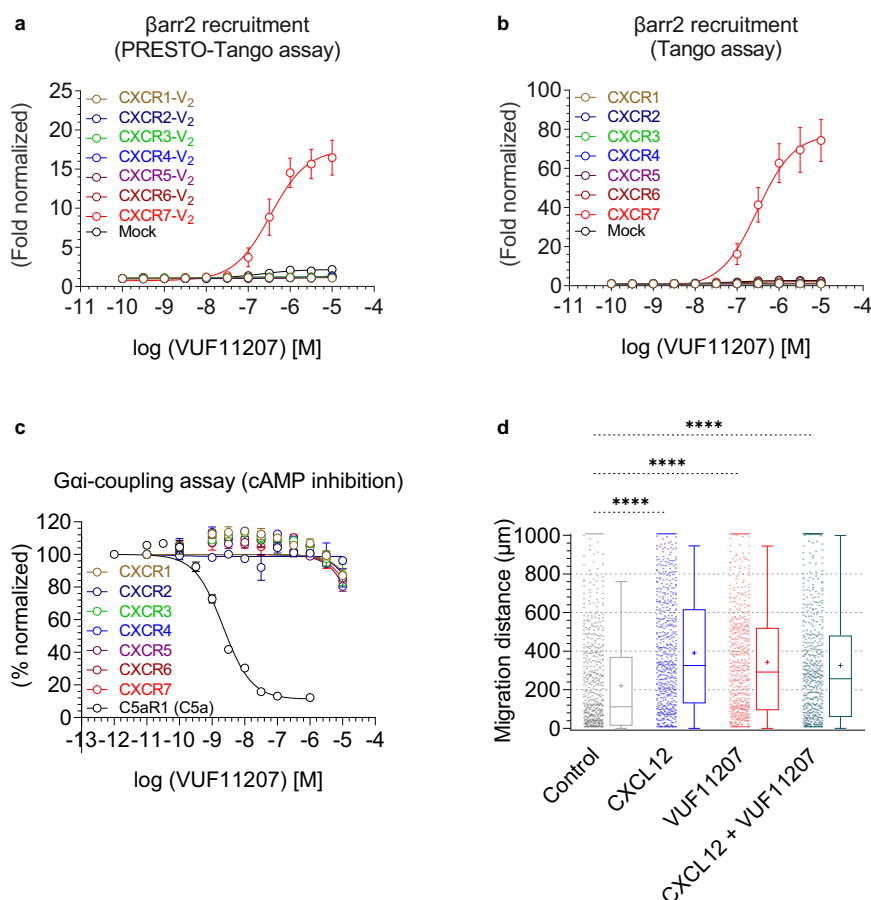 a
βarr2 recruitment
(PRESTO-Tango assay)
(Fold normalized)
25
20
15
10
5
0
CXCR1-V2
CXCR2-V2
CXCR3-V2
CXCR4-V2
CXCR5-V2
CXCR6-V2
CXCR7-V2
Mock
-11 -10 -9 -8 -7 -6 -5 -4
log (VUF11207) [M]
b
βarr2 recruitment
(Tango assay)
(Fold normalized)
100
80
60
40
20
0
CXCR1
CXCR2
CXCR3
CXCR4
CXCR5
CXCR6
CXCR7
Mock
-11 -10 -9 -8 -7 -6 -5 -4
log (VUF11207) [M]
c
Gαi-coupling assay (cAMP inhibition)
(% normalized)
120
100
80
60
40
20
0
CXCR1
CXCR2
CXCR3
CXCR4
CXCR5
CXCR6
CXCR7
C5aR1 (C5a)
-13 -12 -11 -10 -9 -8 -7 -6 -5 -4
log (VUF11207) [M]
d
****
****
****
Migration distance (µm)
1000
800
600
400
200
0
Control
CXCL12
VUF11207
CXCL12 + VUF11207